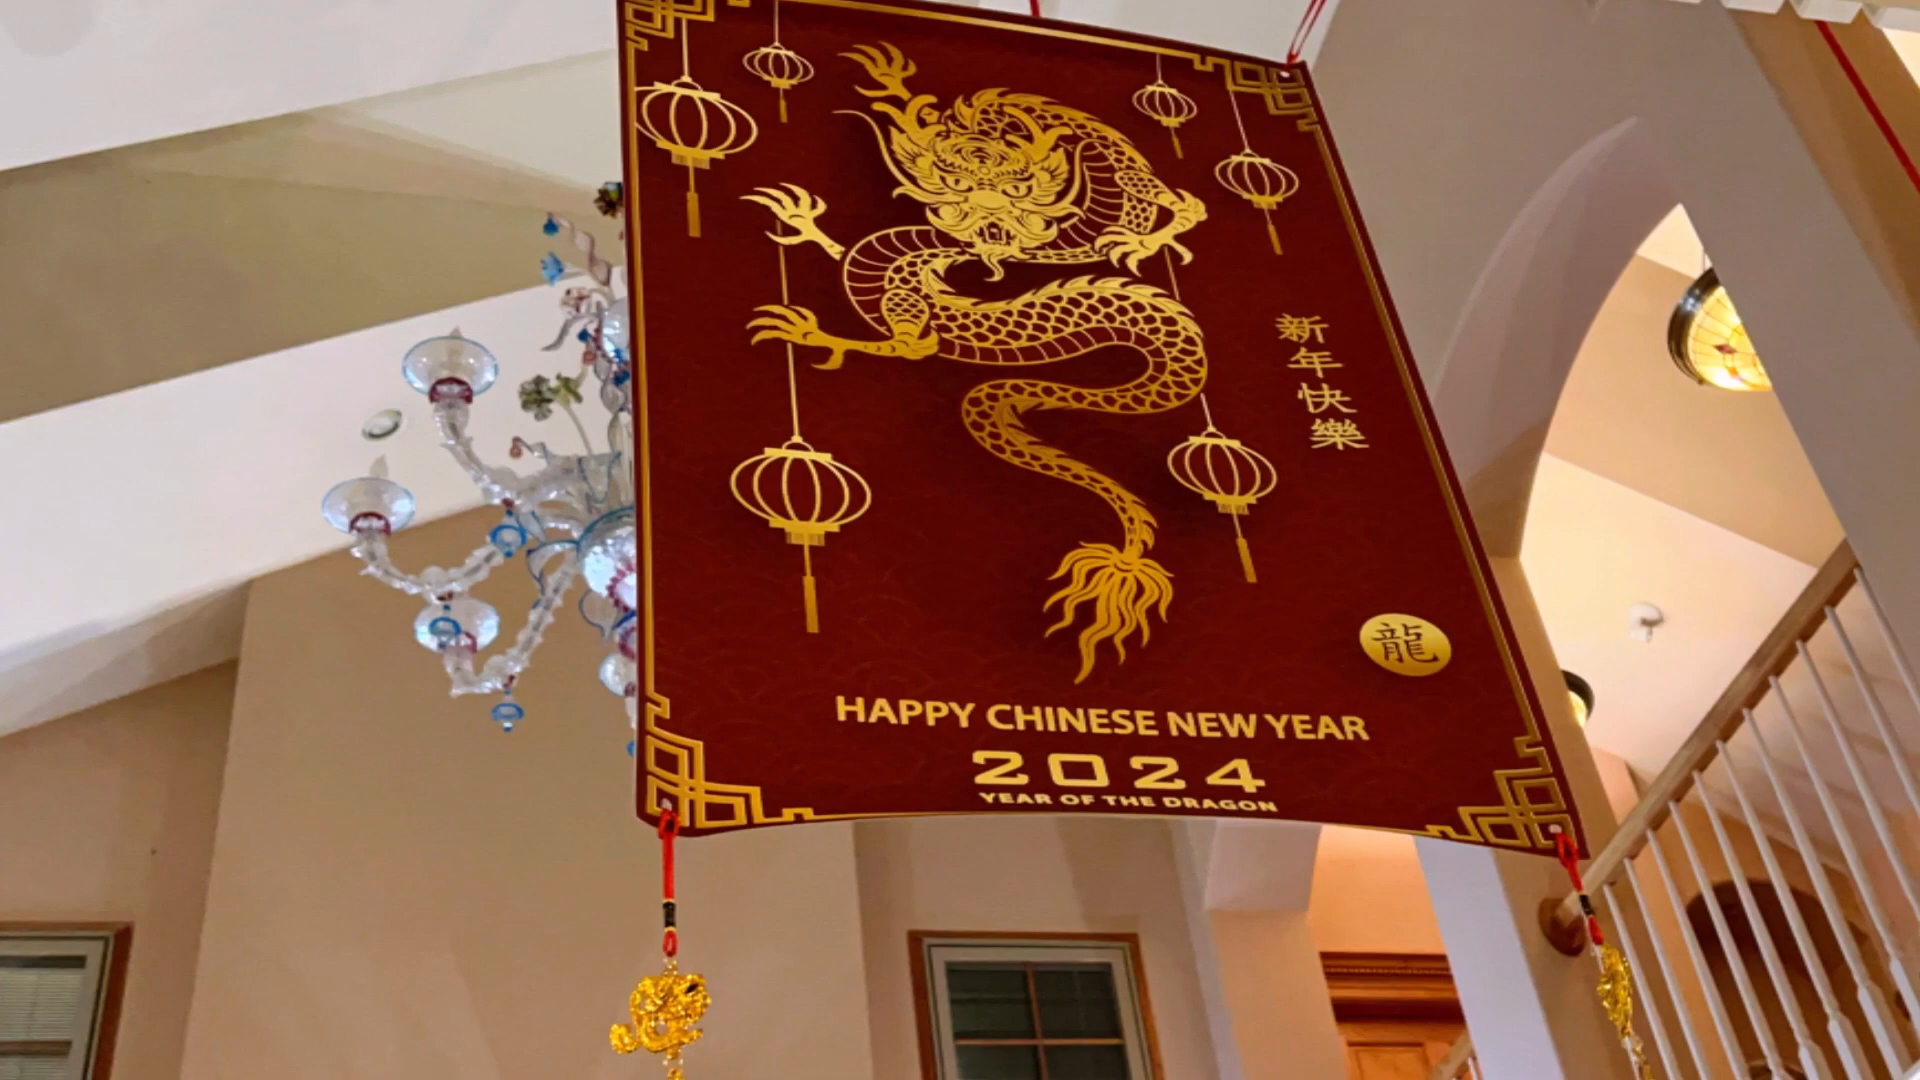 新年快樂
龍
HAPPY CHINESE NEW YEAR
2024
YEAR OF THE DRAGON